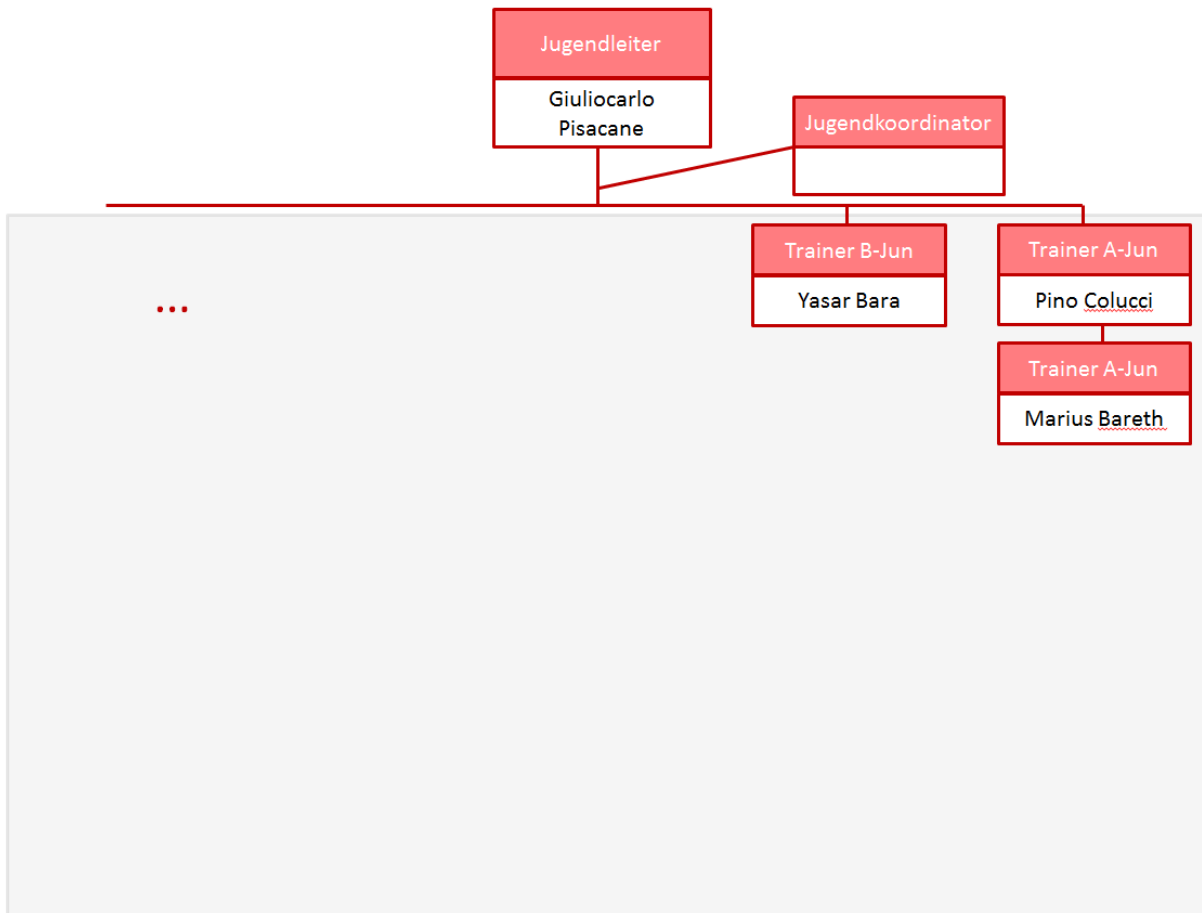 Jugendleiter
Giuliocarlo
Pisacane
Jugendkoordinator
Trainer B-Jun
Yasar Bara
Trainer A-Jun
Pino Colucci
Trainer A-Jun
Marius Bareth
...